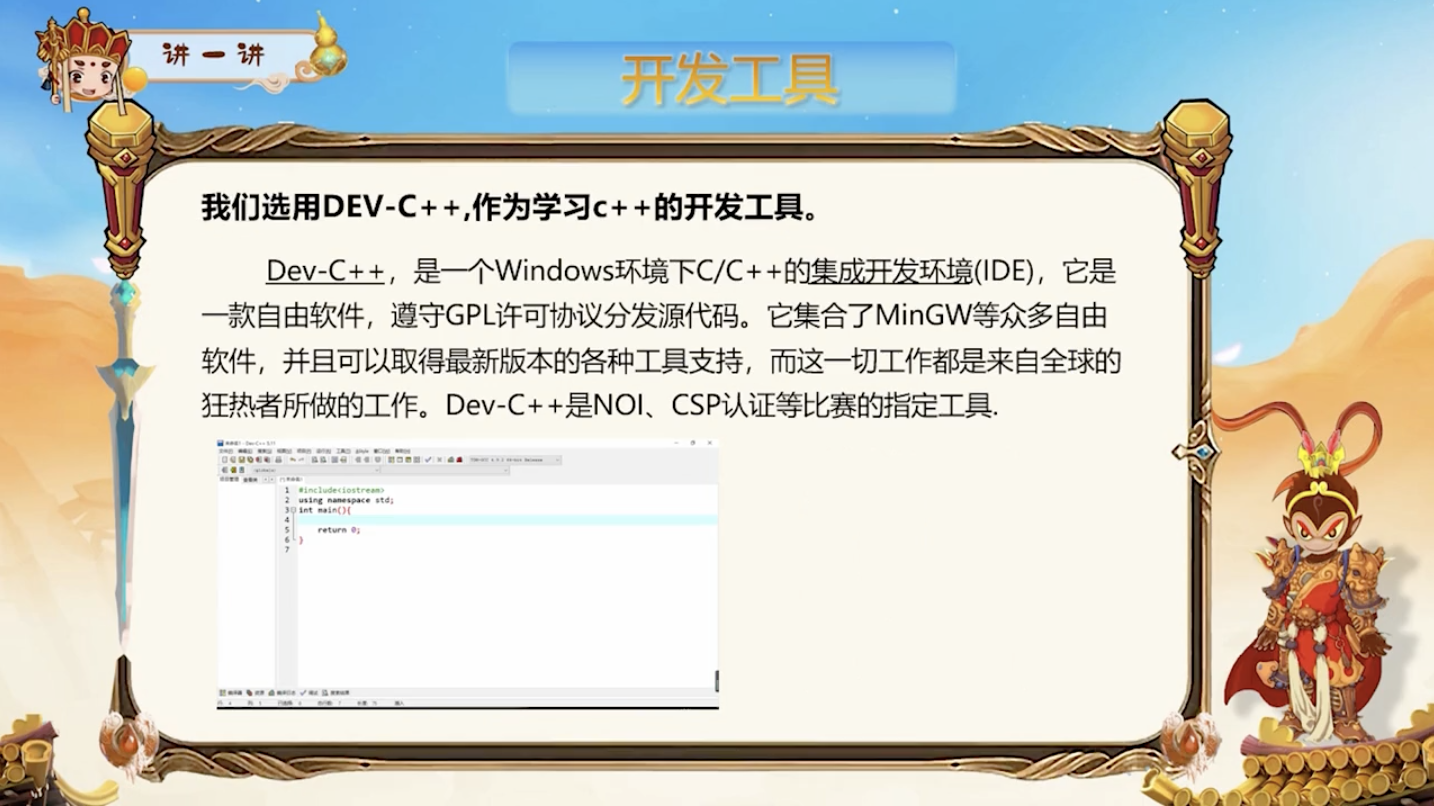 讲一讲
开发工具
我们选用DEV-C++,作为学习c++的开发工具。
Dev-C++，是一个Windows环境下C/C++的集成开发环境(IDE)，它是
一款自由软件，遵守GPL许可协议分发源代码。它集合了MinGW等众多自由
软件，并且可以取得最新版本的各种工具支持，而这一切工作都是来自全球的
狂热者所做的工作。Dev-C++是NOI、CSP认证等比赛的指定工具.
1 #include<iostream>
2 using namespace std;
3 int main(){
4
5 return 0;
6 }
7